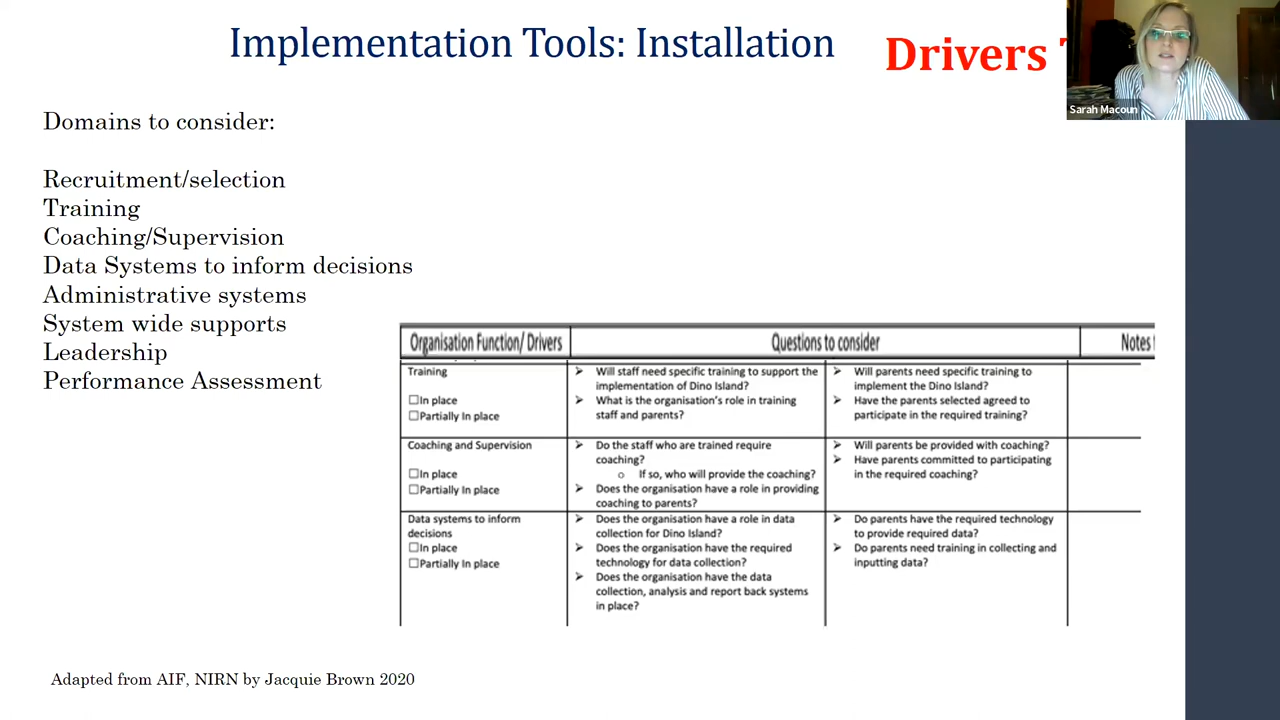 Implementation Tools: Installation
Drivers
Sarah Macoun
Domains to consider:
Recruitment/selection
Training
Coaching/Supervision
Data Systems to inform decisions
Administrative systems
System wide supports
Leadership
Performance Assessment
Organisation Function/ Drivers
Questions to consider
Notes
Training
☐In place
☐Partially In place
➢ Will staff need specific training to support the
implementation of Dino Island?
➢ What is the organisation's role in training
staff and parents?
➢ Will parents need specific training to
implement the Dino Island?
➢ Have the parents selected agreed to
participate in the required training?
Coaching and Supervision
☐In place
☐Partially In place
➢ Do the staff who are trained require
coaching?
o If so, who will provide the coaching?
➢ Does the organisation have a role in providing
coaching to parents?
➢ Will parents be provided with coaching?
➢ Have parents committed to participating
in the required coaching?
Data systems to inform
decisions
☐In place
☐Partially In place
➢ Does the organisation have a role in data
collection for Dino Island?
➢ Does the organisation have the required
technology for data collection?
➢ Does the organisation have the data
collection, analysis and report back systems
in place?
➢ Do parents have the required technology
to provide required data?
➢ Do parents need training in collecting and
inputting data?
Adapted from AIF, NIRN by Jacquie Brown 2020